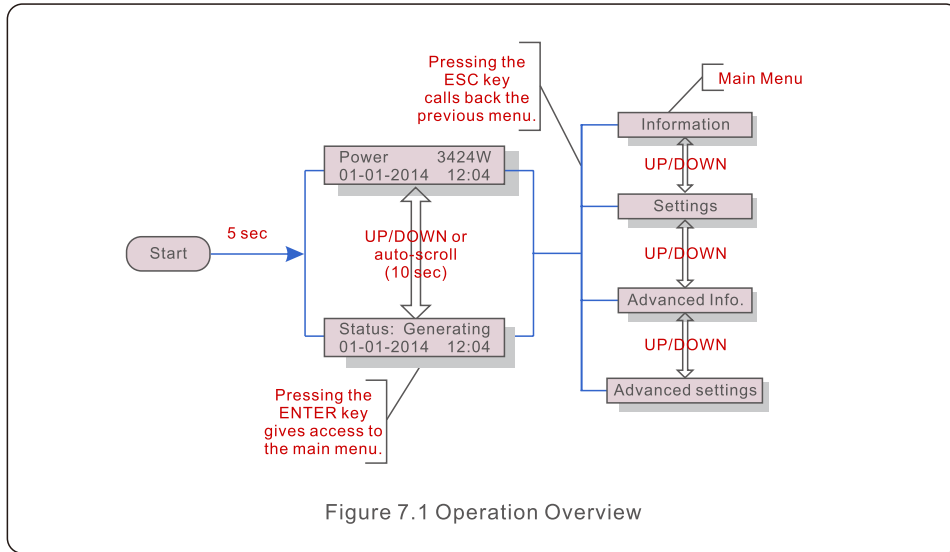 Pressing the
ESC key
calls back the
previous menu.
Main Menu
Information
UP/DOWN
Settings
UP/DOWN
Advanced Info.
UP/DOWN
Advanced settings
Power 3424W
01-01-2014 12:04
Start
5 sec
UP/DOWN or
auto-scroll
(10 sec)
Status: Generating
01-01-2014 12:04
Pressing the
ENTER key
gives access to
the main menu.
Figure 7.1 Operation Overview